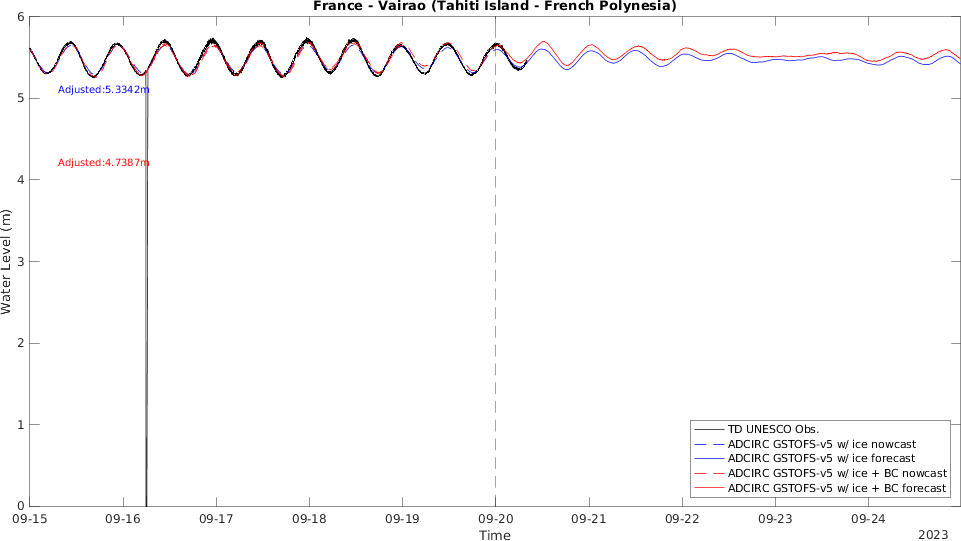 France - Vairao (Tahiti Island - French Polynesia)
6
5
4
3
2
1
0
Water Level (m)
Adjusted:5.3342m
Adjusted:4.7387m
TD UNESCO Obs.
ADCIRC GSTOFS-v5 w/ ice nowcast
ADCIRC GSTOFS-v5 w/ ice forecast
ADCIRC GSTOFS-v5 w/ ice + BC nowcast
ADCIRC GSTOFS-v5 w/ ice + BC forecast
09-15 09-16 09-17 09-18 09-19 09-20 09-21 09-22 09-23 09-24
Time
2023